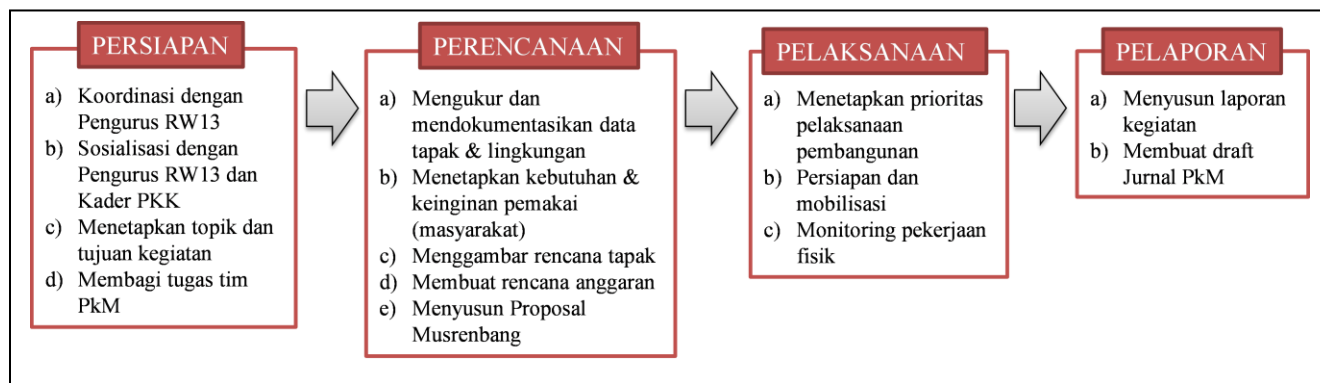 PERSIAPAN
a) Koordinasi dengan
Pengurus RW13
b) Sosialisasi dengan
Pengurus RW13 dan
Kader PKK
c) Menetapkan topik dan
tujuan kegiatan
d) Membagi tugas tim
PkM
PERENCANAAN
a) Mengukur dan
mendokumentasikan data
tapak & lingkungan
b) Menetapkan kebutuhan &
keinginan pemakai
(masyarakat)
c) Menggambar rencana tapak
d) Membuat rencana anggaran
e) Menyusun Proposal
Musrenbang
PELAKSANAAN
a) Menetapkan prioritas
pelaksanaan
pembangunan
b) Persiapan dan
mobilisasi
c) Monitoring pekerjaan
fisik
PELAPORAN
a) Menyusun laporan
kegiatan
b) Membuat draft
Jurnal PkM